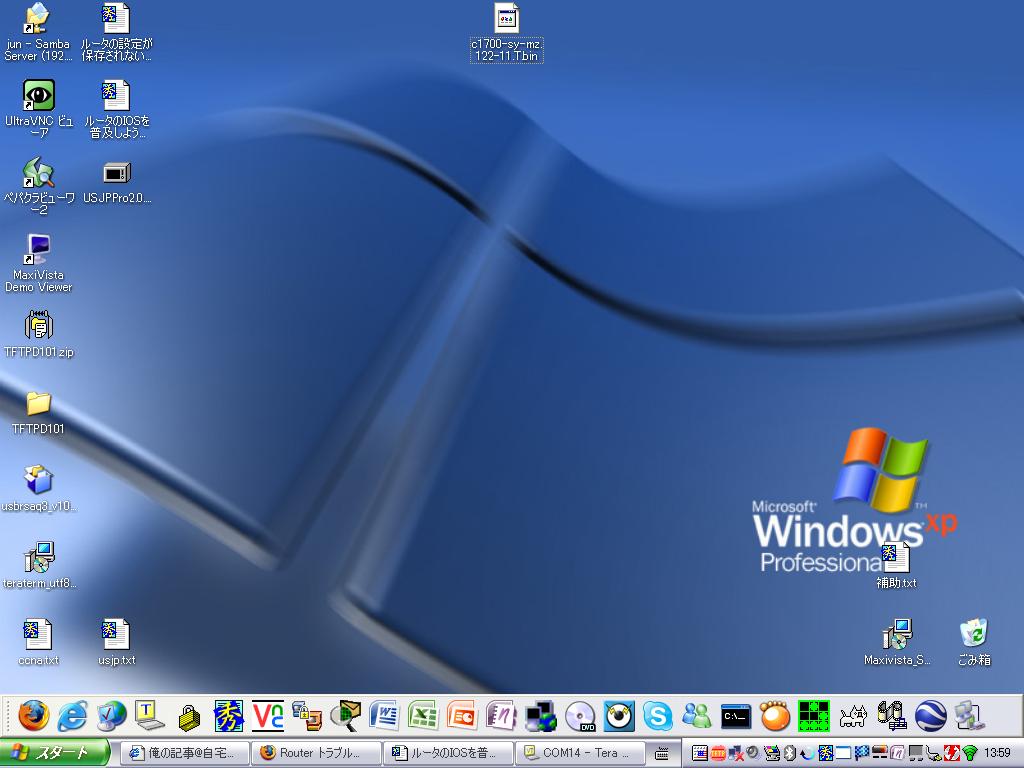 jun - Samba
Server (192....
ルータの設定が
保存されない...
c1700-sy-mz.
122-11.T.bin
UltraVNC ビュ
ーア
ルータのIOSを
普及しよう...
ペパクラビューワ
ー2
USJPPro2.0....
MaxiVista
Demo Viewer
TFTPD101.zip
TFTPD101
usbrsaq3_v10...
teraterm_utf8...
ccna.txt
usjp.txt
Microsoft
Windows xp
Professional
TM
補助.txt
Maxivista_S...
ごみ箱
秀
DVD
C:\-
スタート
俺の記事@自宅...
Router トラブル...
ルータのIOSを普...
COM14 - Tera ...
13:59